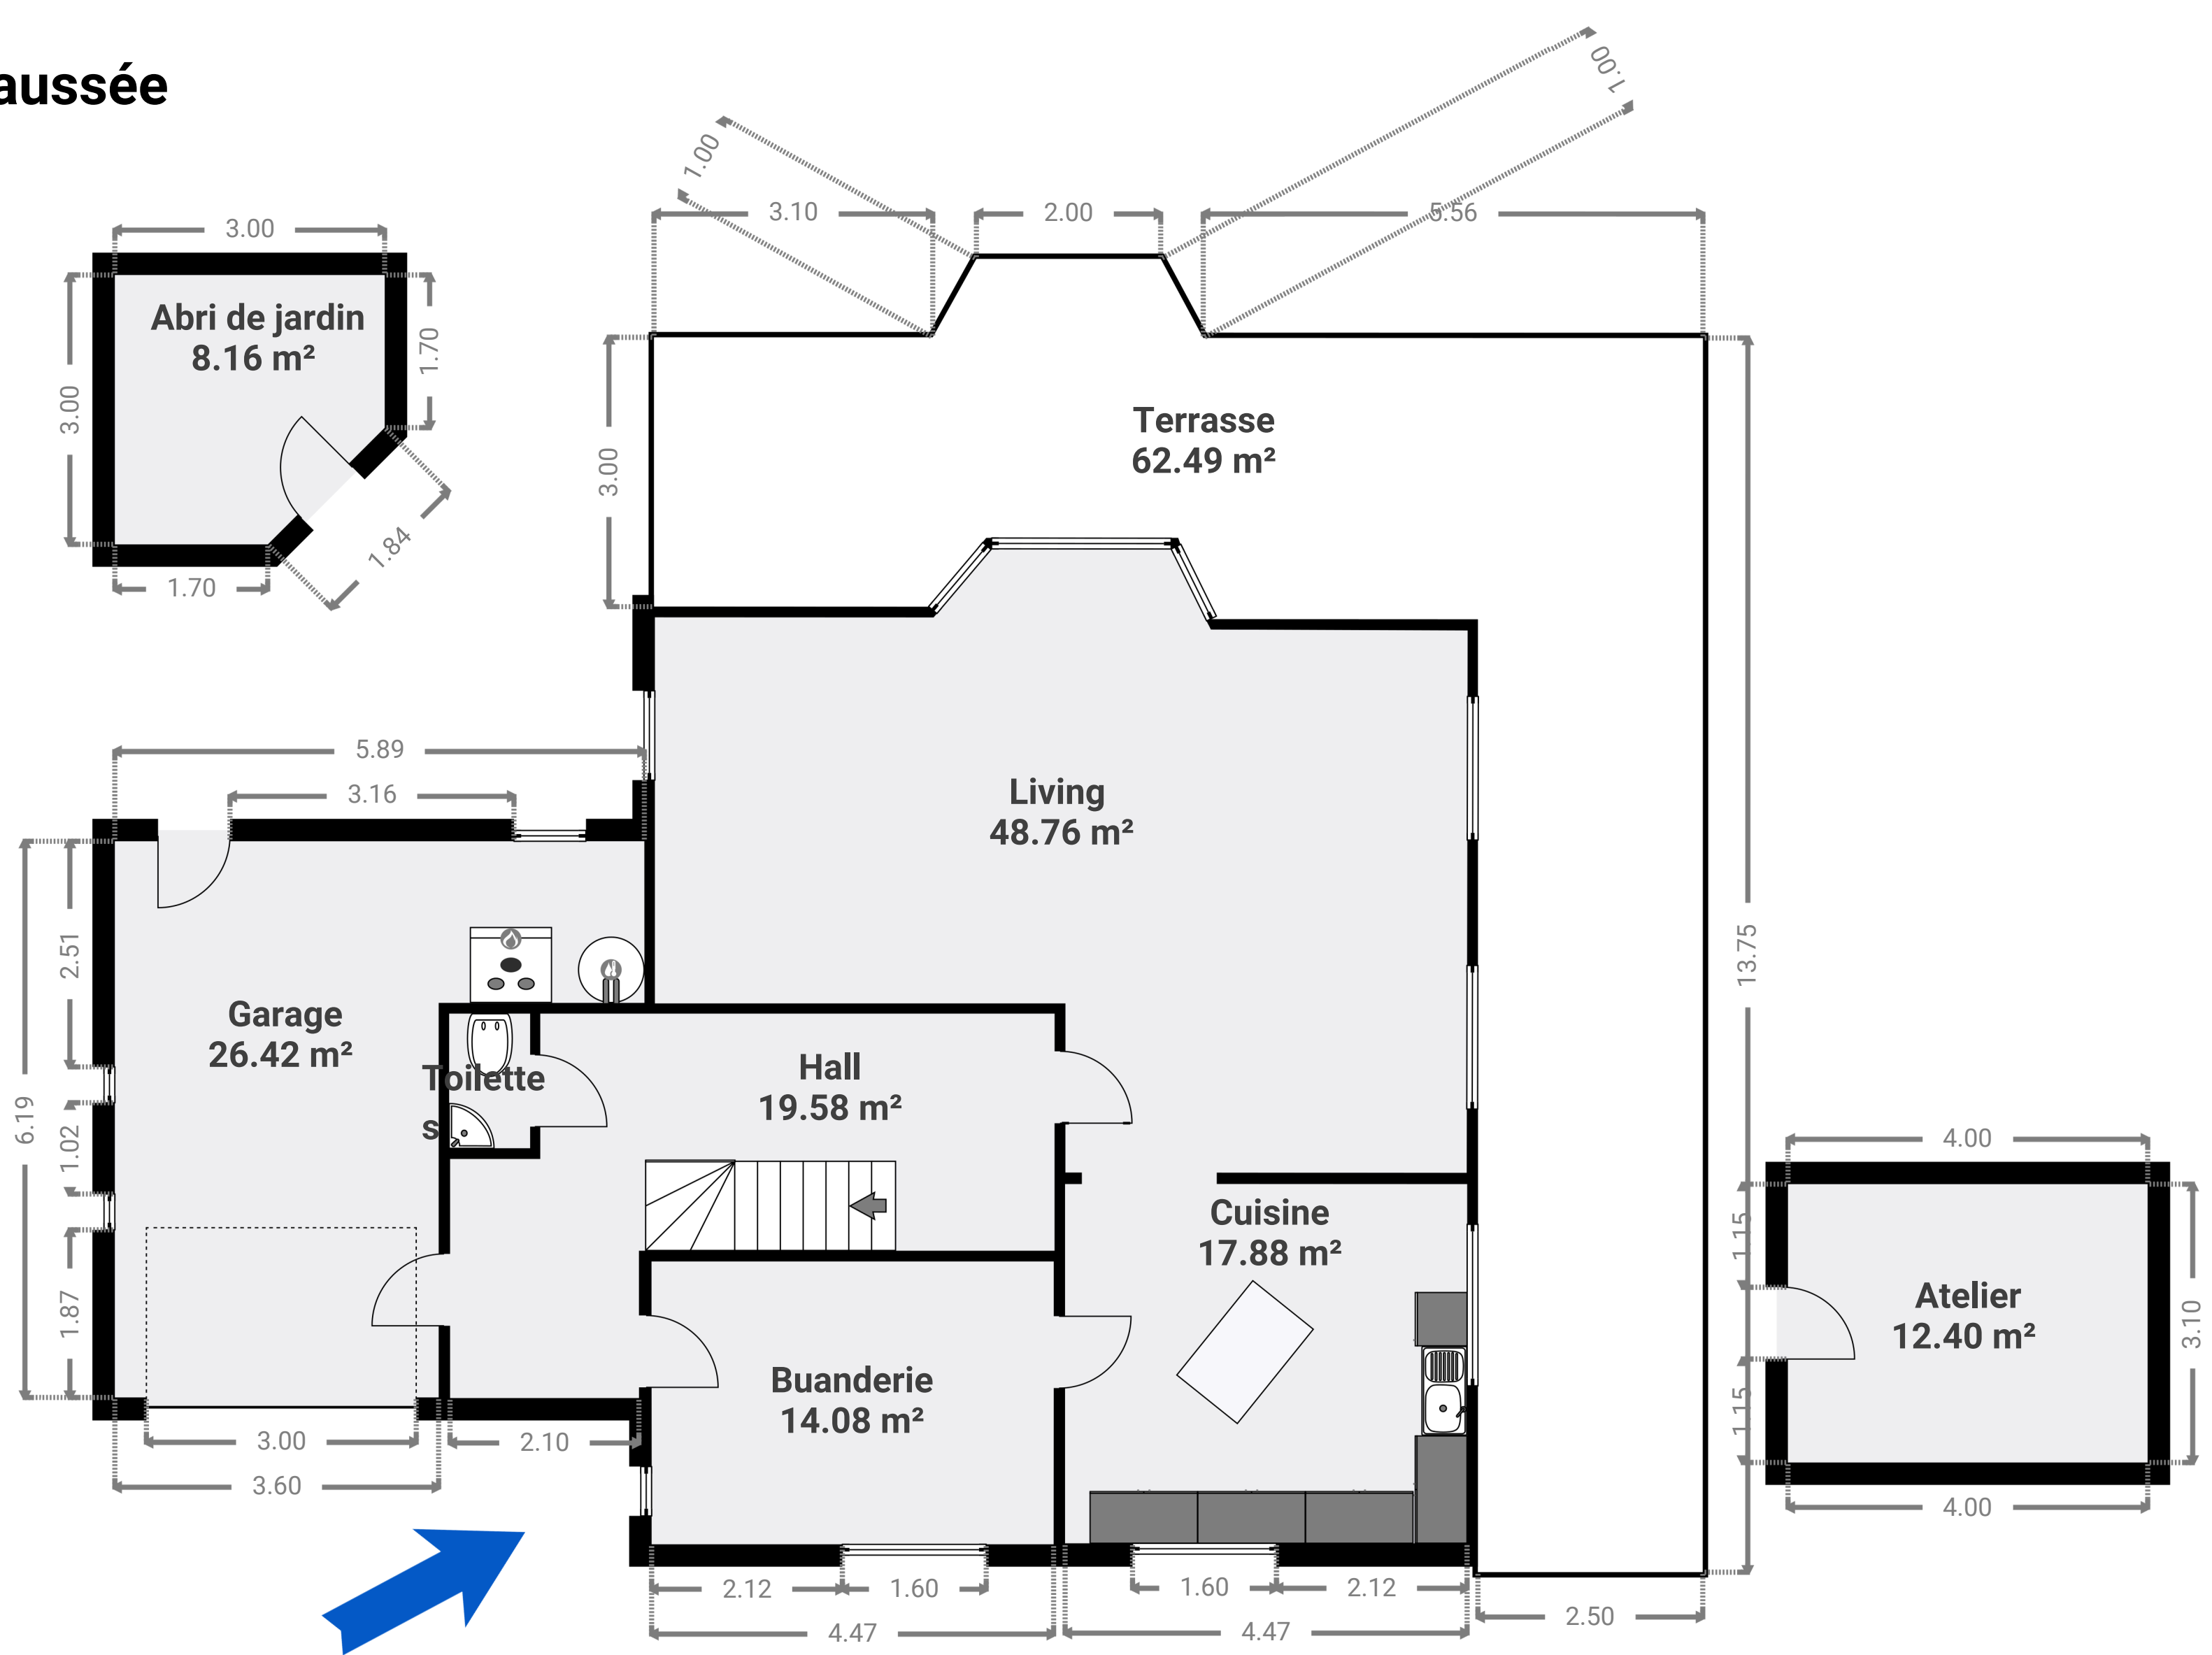 aussée
1.00
1.00
3.10
2.00
5.56
3.00
Abri de jardin
8.16 m²
3.00
1.70
1.84
1.70
3.00
Terrasse
62.49 m²
5.89
3.16
Living
48.76 m²
13.75
2.51
6.19
1.02
1.87
Garage
26.42 m²
Toilette
s
Hall
19.58 m²
Cuisine
17.88 m²
Buanderie
14.08 m²
4.00
1.15
Atelier
12.40 m²
3.10
1.15
4.00
3.00
2.10
3.60
2.12
1.60
1.60
2.12
4.47
4.47
2.50